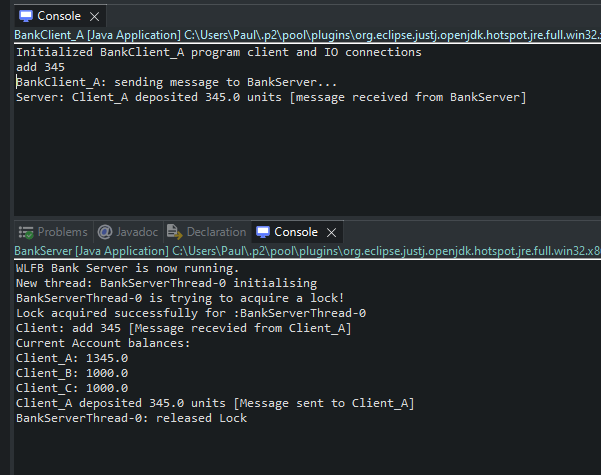 Console
BankClient_A [Java Application] C:\Users\Paul\.p2\pool\plugins\org.eclipse.justj.openjdk.hotspot.jre.full.win32.
Initialized BankClient_A program client and IO connections
add 345
BankClient_A: sending message to BankServer...
Server: Client_A deposited 345.0 units [message received from BankServer]
Problems @ Javadoc Declaration Console
BankServer [Java Application] C:\Users\Paul\.p2\pool\plugins\org.eclipse.justj.openjdk.hotspot.jre.full.win32.x8
WLFB Bank Server is now running.
New thread: BankServerThread-0 initialising
BankServerThread-0 is trying to acquire a lock!
Lock acquired successfully for :BankServerThread-0
Client: add 345 [Message recevied from Client_A]
Current Account balances:
Client_A: 1345.0
Client_B: 1000.0
Client_C: 1000.0
Client_A deposited 345.0 units [Message sent to Client_A]
BankServerThread-0: released Lock